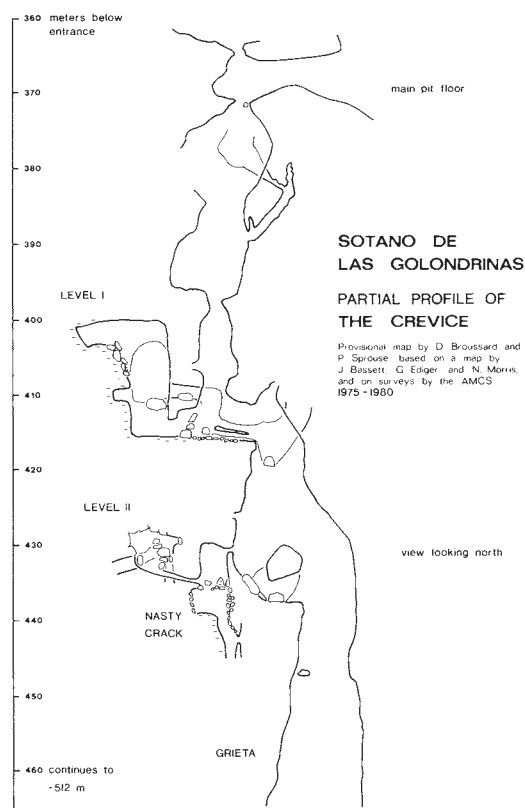 360 meters below
entrance
main pit floor
370
380
390
SOTANO DE
LAS GOLONDRINAS
PARTIAL PROFILE OF
THE CREVICE
Provisional map by D Broussard and
P Sprouse based on a map by
J Bassett, G Ediger and N. Morris,
and on surveys by the AMCS
1975 - 1980
LEVEL I
400
410
420
LEVEL II
430
view looking north
NASTY
CRACK
440
450
GRIETA
460 continues to
-512 m